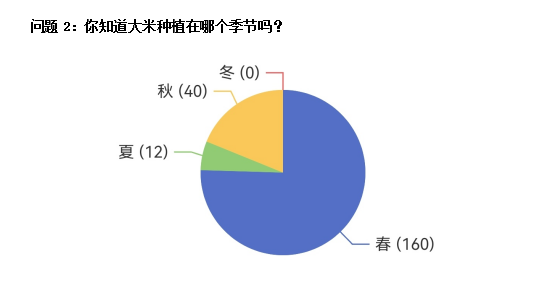 问题 2：你知道大米种植在哪个季节吗？
冬 (0)
秋 (40)
夏 (12)
春 (160)